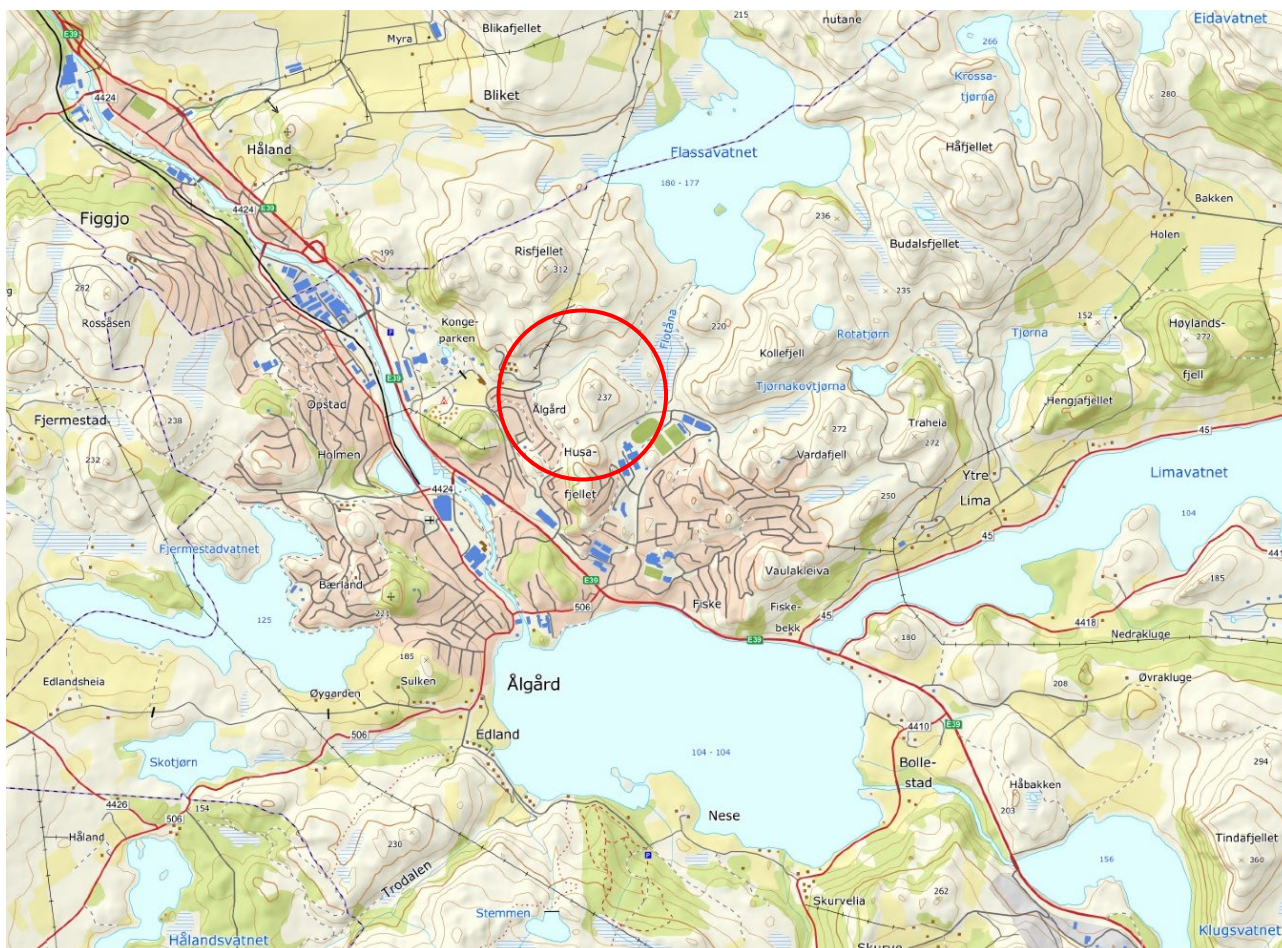 215
nutane
Eidavatnet
E39
Blikafjellet
Myra
266
Krossa-
tjørna
280
4424
Bliket
Håland
Flassavatnet
180 - 177
Håfjellet
Bakken
Holen
Figgjo
4424
E39
236
Budalsfjellet
199
Risfjellet
312
235
282
Rossåsen
Konge-
parken
Flotåna
220
Rotatjørn
Tjørna
152
Høylands-
272
fjell
Kollefjell
E39
Opstad
Ålgård
237
Tjørnakovtjørna
Hengjafjellet
Fjermestad-
238
Traheia
272
45
Holmen
Husa-
fjellet
272
Vardafjell
232
Ytre
Lima
Limavatnet
104
4424
250
45
441
Fjermestadvatnet
Bærland
221
E39
Vaulakleiva
185
125
506
Fiske
Fiske-
bekk
45
4418
E39
180
Nedrakluge
185
Sulken
Edlandsheia
Øygarden
Ålgård
208
Øvrakluge
506
Edland
4410
E39
Skotjørn
104 - 104
Bolle-
stad
294
Håbakken
4426
154
506
203
Håland
Nese
230
Tindafjellet
360
Trodalen
P
156
262
Skurvelia
Stemmen
Hålandsvatnet
Skurve
Klugsvatnet